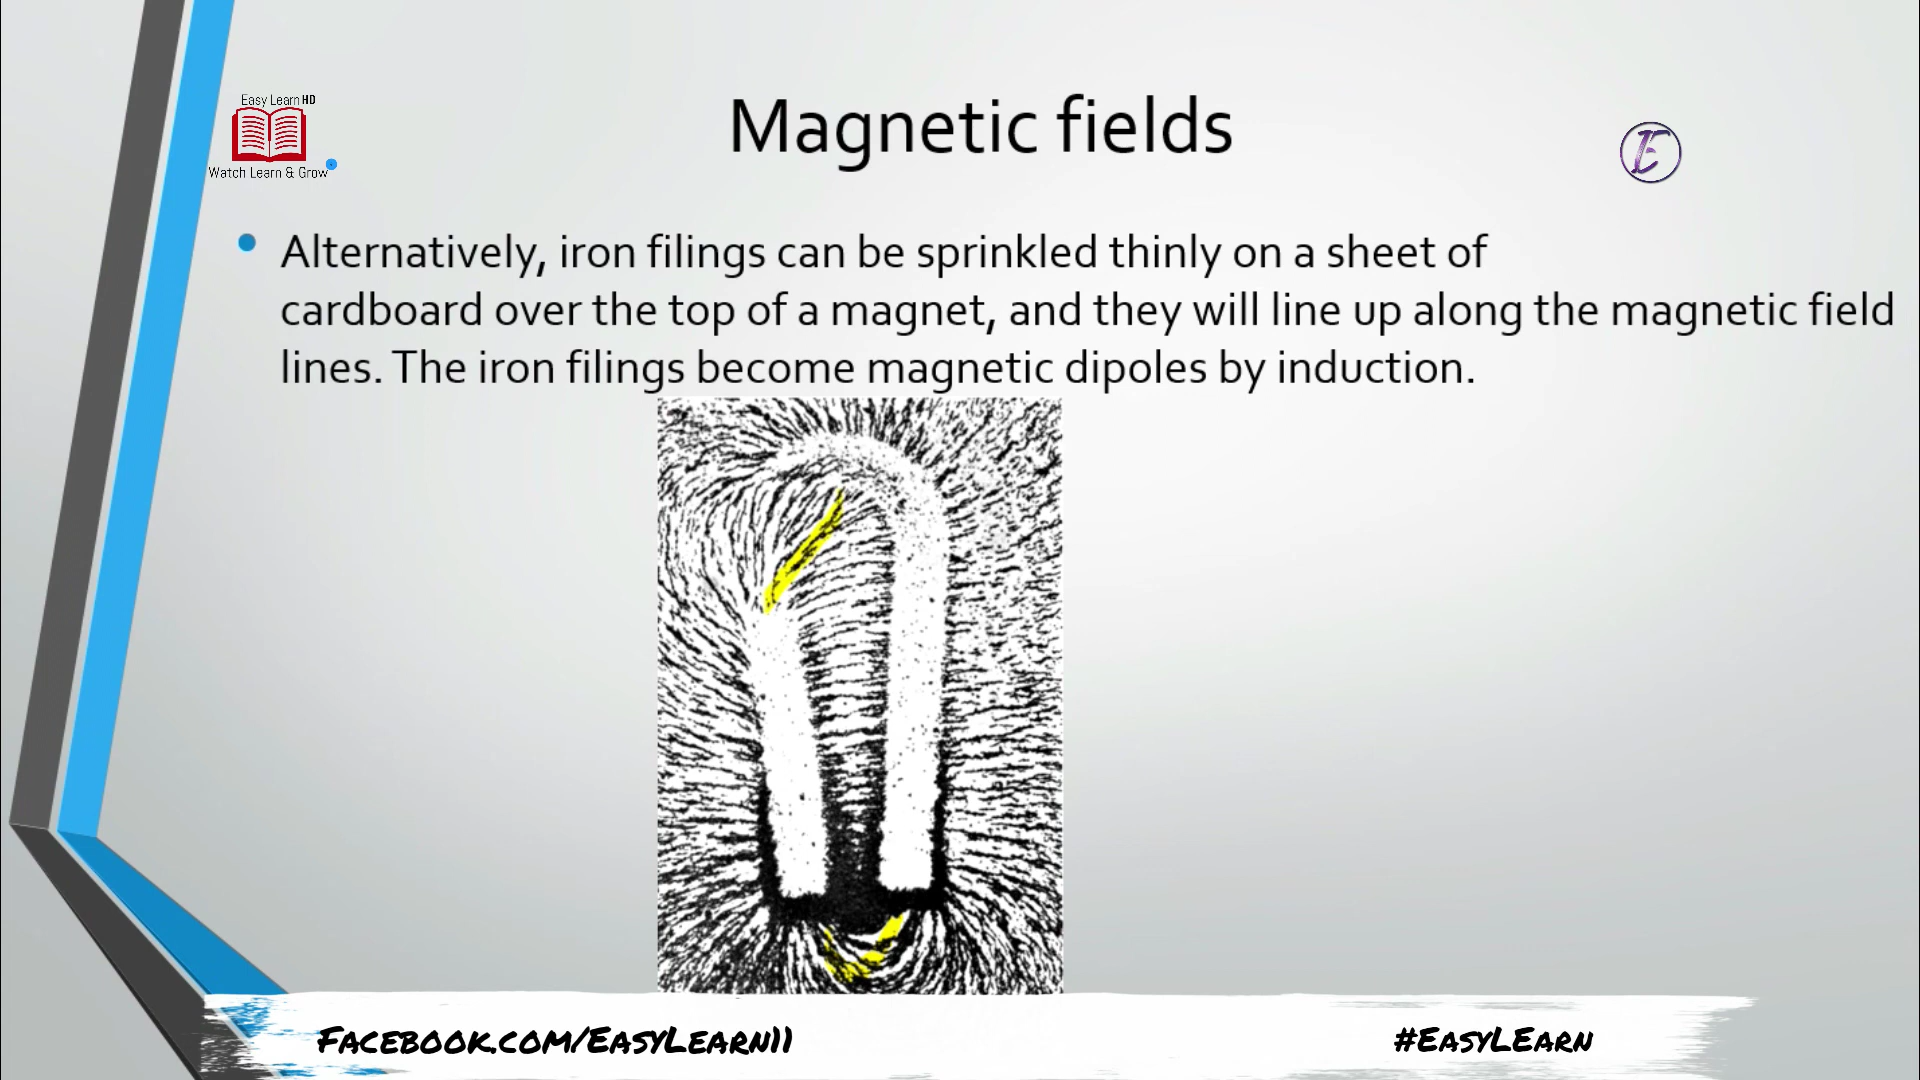 Easy Learn HD
Watch Learn & Grow
Magnetic fields
E
Alternatively, iron filings can be sprinkled thinly on a sheet of
cardboard over the top of a magnet, and they will line up along the magnetic field
lines. The iron filings become magnetic dipoles by induction.
Facebook.com/EasyLearn11
#EasyLEarn